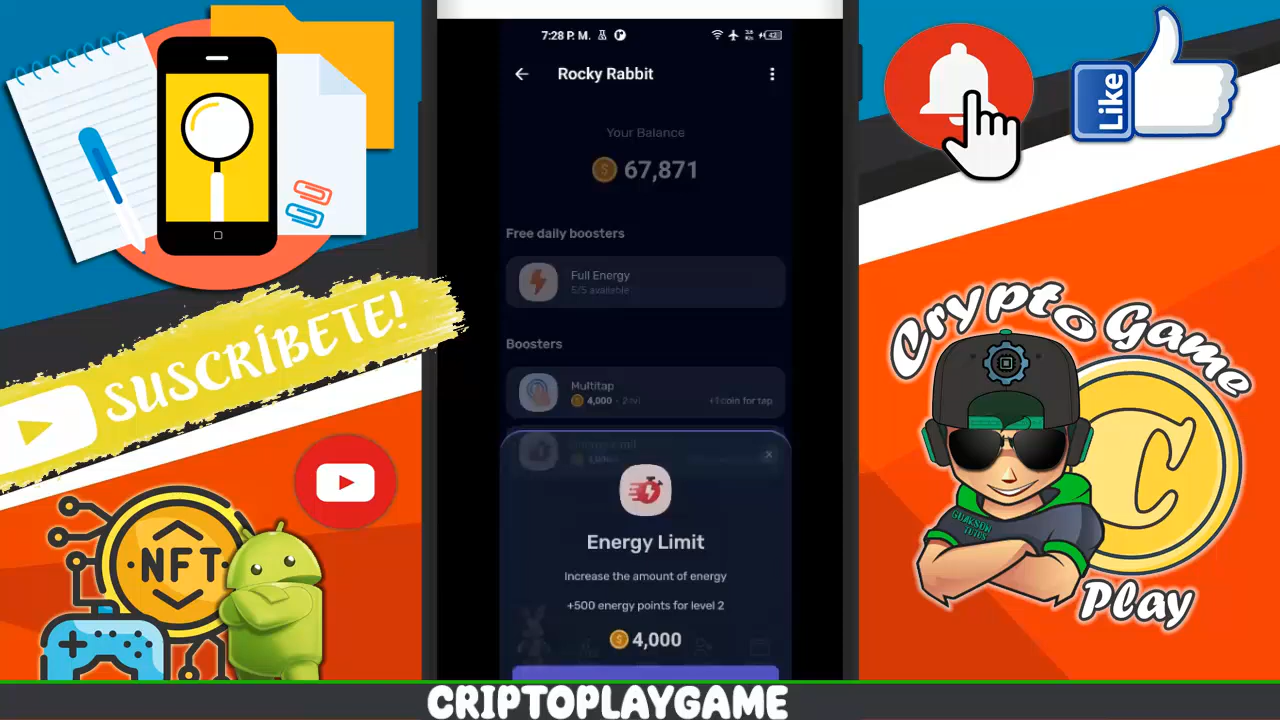 7:28 P. M.
Rocky Rabbit
Your Balance
67,871
Free daily boosters
Full Energy
5/5 available
Boosters
Multitap
4,000
+1 coin for tap
Energy Limit
Increase the amount of energy
+500 energy points for level 2
4,000
SUSCRÍBETE!
NFT
Like
Crypto Game
GUAKSON
TUTOS
Play
CRIPTOPLAYGAME